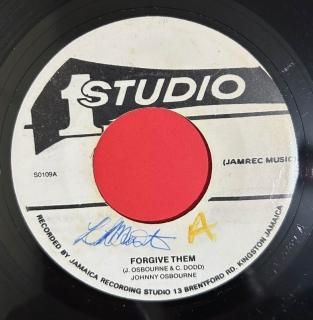 1 STUDIO
(JAMREC MUSIC)
S0109A
A
FORGIVE THEM
(J. OSBOURNE & C. DODD)
JOHNNY OSBOURNE
RECORDED BY JAMAICA RECORDING STUDIO 13 BRENTFORD RD. KINGSTON JAMAICA